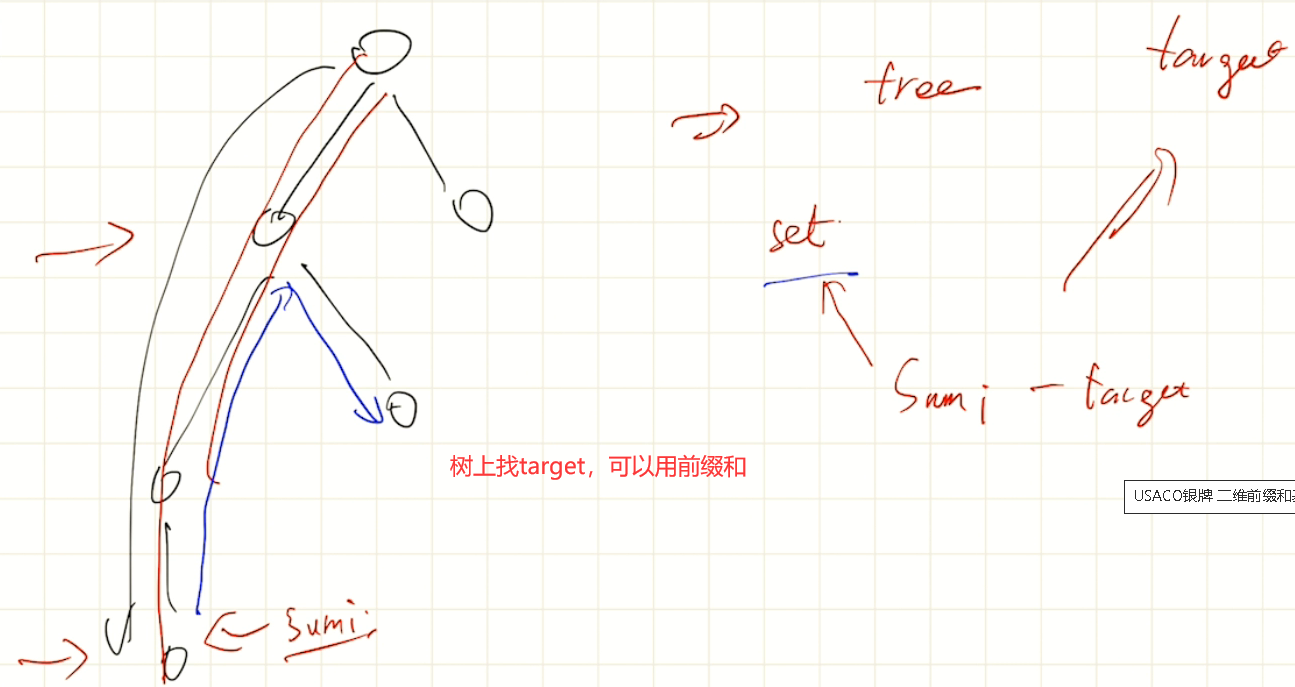 target
tree
set
Sumi - target
树上找target，可以用前缀和
USACO银牌 二维前缀和
Sumi